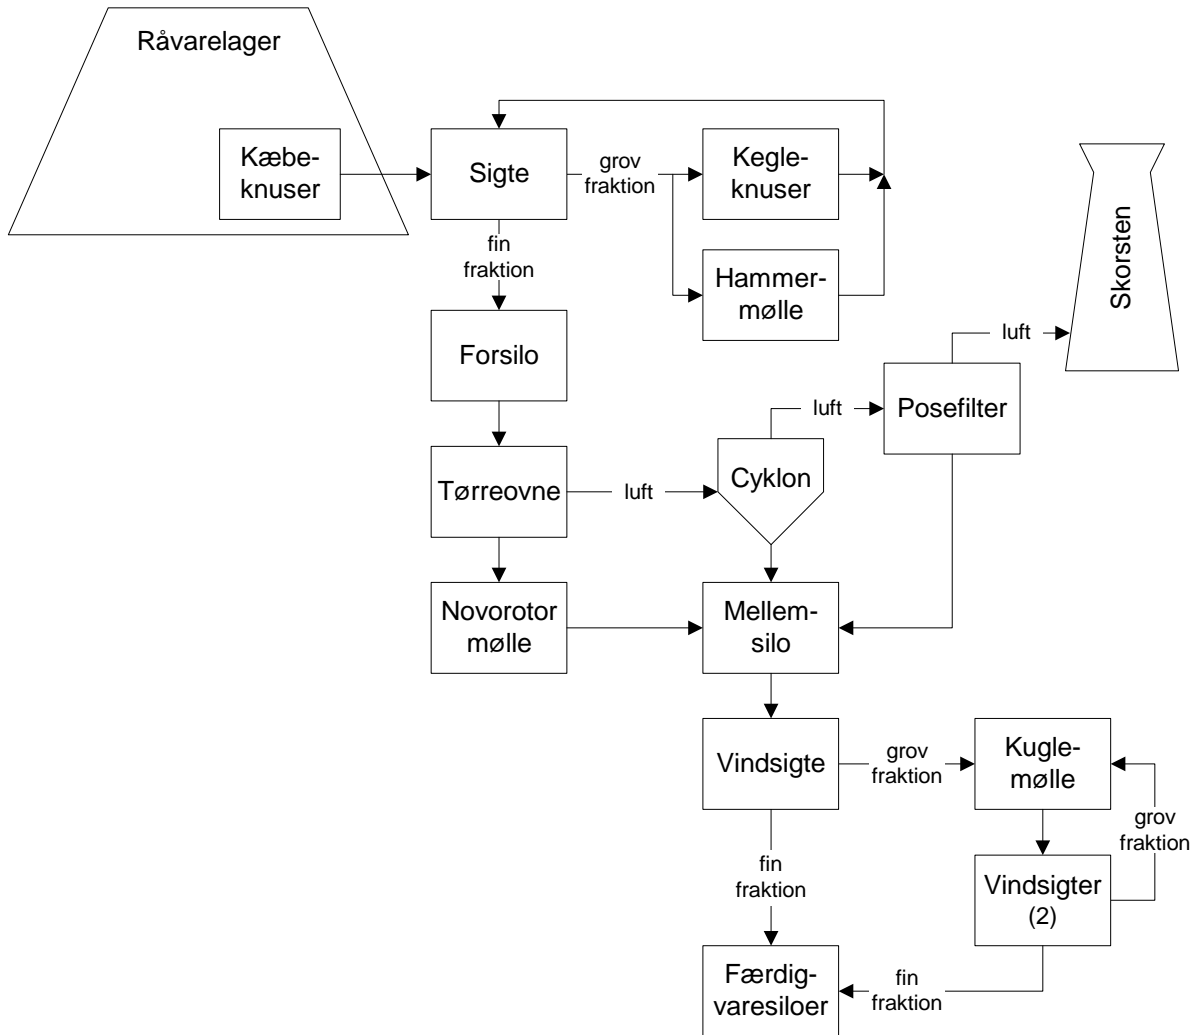 Råvarelager
Kæbe-
knuser
Sigte
grov
fraktion
Kegle-
knuser
fin
fraktion
Hammer-
mølle
Skorsten
Forsilo
luft
Posefilter
luft
Cyklon
Tørreovne
luft
Novorotor
mølle
Mellem-
silo
Vindsigte
grov
fraktion
Kugle-
mølle
grov
fraktion
fin
fraktion
Vindsigter
(2)
Færdig-
varesiloer
fin
fraktion